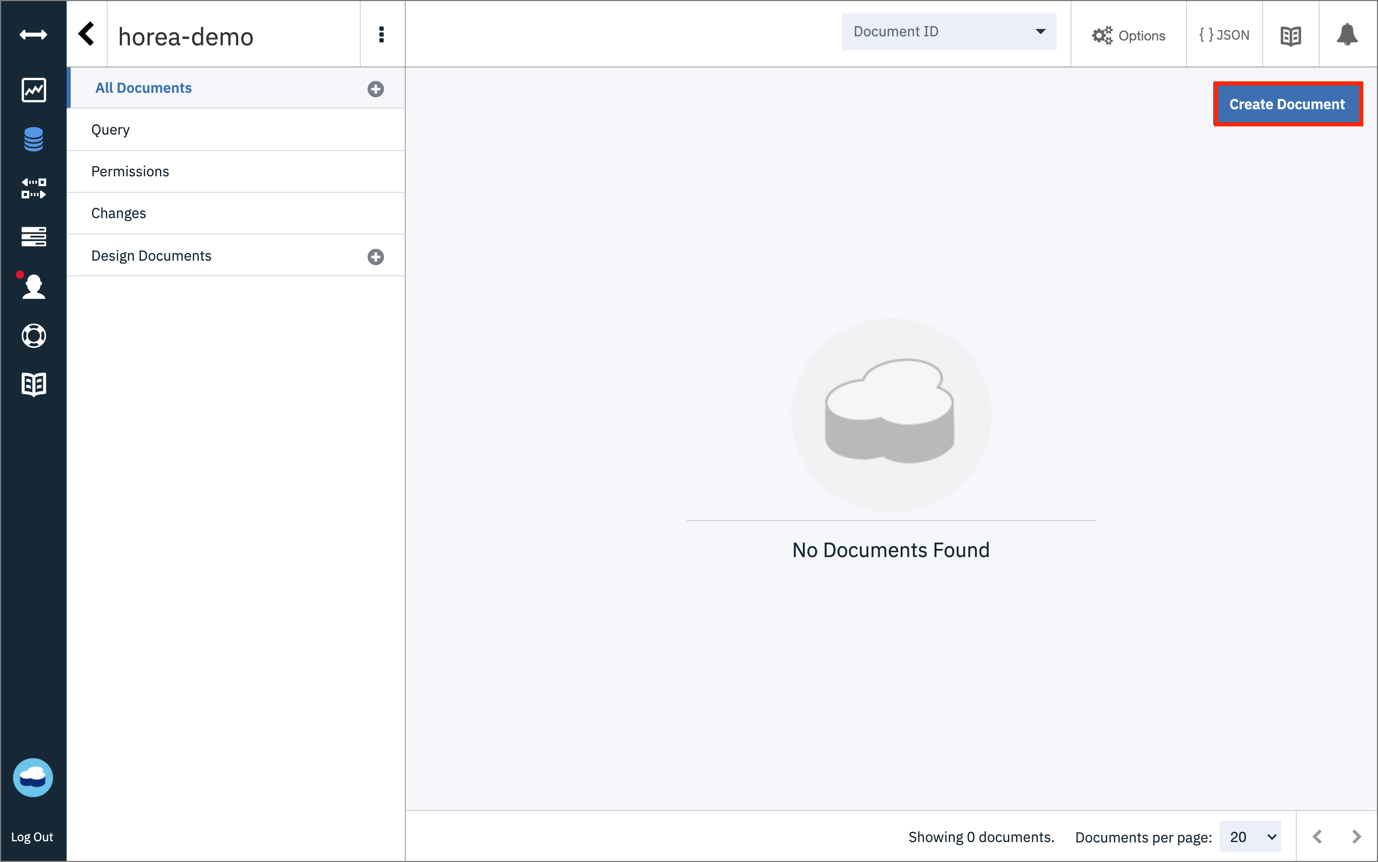 horea-demo
Document ID
Options
{ } JSON
All Documents
Create Document
Query
Permissions
Changes
Design Documents
No Documents Found
Log Out
Showing 0 documents.
Documents per page: 20